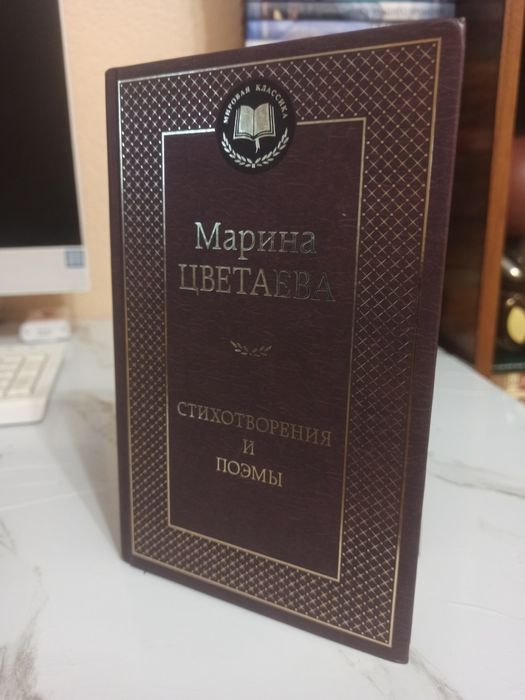 МИРОВАЯ КЛАССИКА
Марина
ЦВЕТАЕВА
СТИХОТВОРЕНИЯ
И
ПОЭМЫ